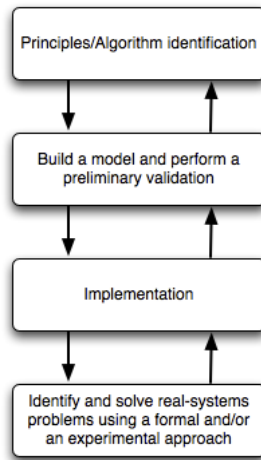 Principles/Algorithm identification
Build a model and perform a
preliminary validation
Implementation
Identify and solve real-systems
problems using a formal and/or
an experimental approach